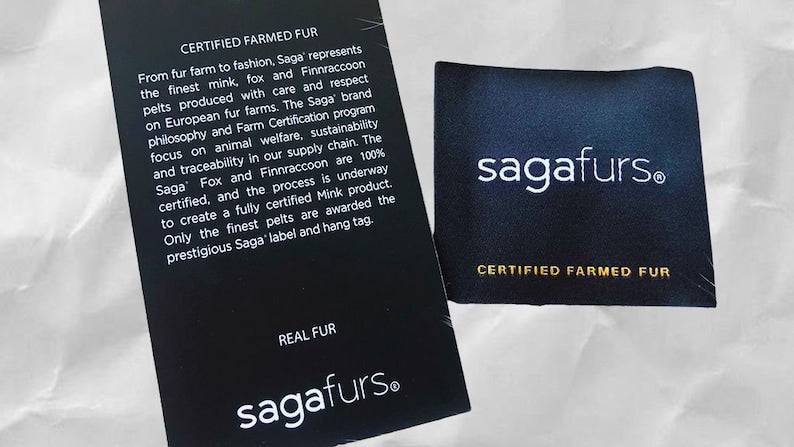 CERTIFIED FARMED FUR
From fur farm to fashion, Saga® represents
the finest mink, fox and Finnraccoon
pelts produced with care and respect
on European fur farms. The Saga® brand
philosophy and Farm Certification program
focus on animal welfare, sustainability
and traceability in our supply chain. The
Saga® Fox and Finnraccoon are 100%
certified, and the process is underway
to create a fully certified Mink product.
Only the finest pelts are awarded the
prestigious Saga® label and hang tag.
REAL FUR
sagafurs®
sagafurs®
CERTIFIED FARMED FUR